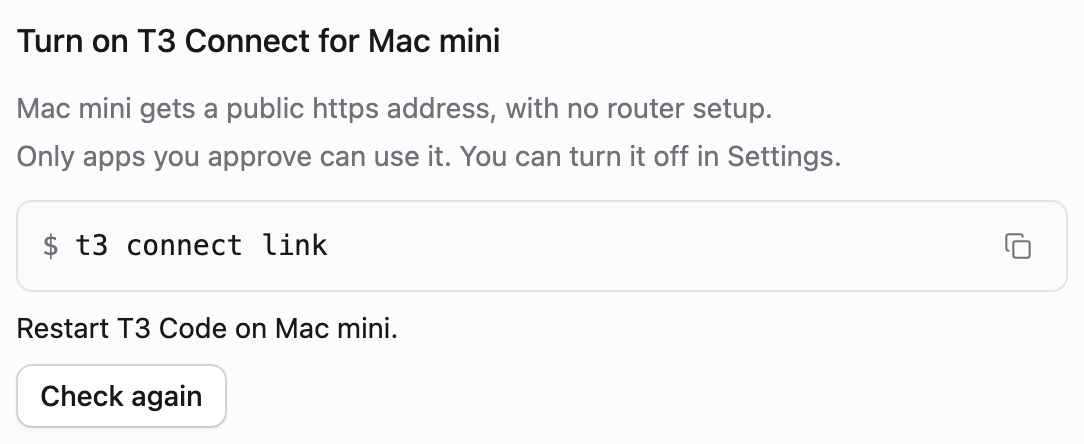 Turn on T3 Connect for Mac mini
Mac mini gets a public https address, with no router setup.
Only apps you approve can use it. You can turn it off in Settings.
$ t3 connect link
Restart T3 Code on Mac mini.
Check again